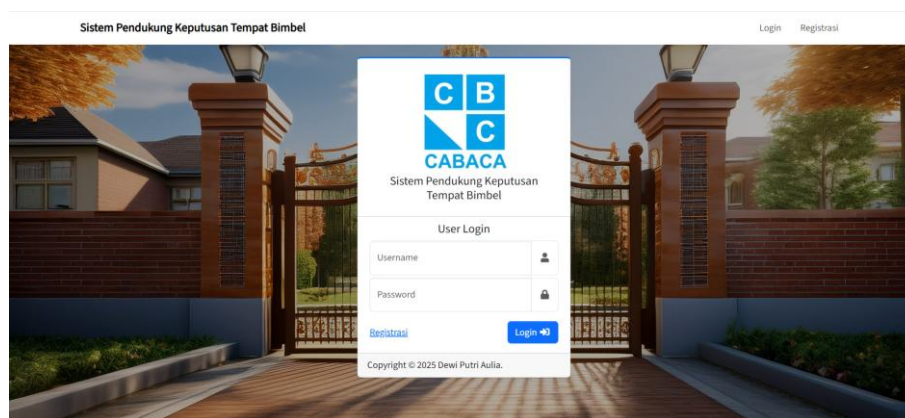 Sistem Pendukung Keputusan Tempat Bimbel
Login
Registrasi
C B
C
CABACA
Sistem Pendukung Keputusan
Tempat Bimbel
User Login
Username
Password
Registrasi
Login
Copyright © 2025 Dewi Putri Aulia.